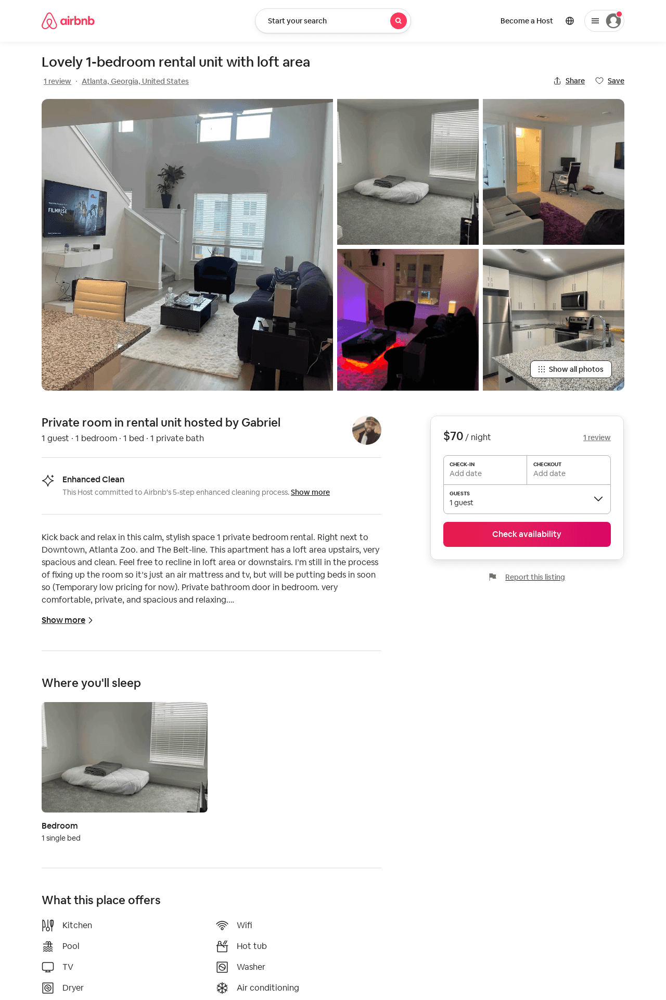 airbnb
Start your search
Become a Host
Lovely 1-bedroom rental unit with loft area
1 review · Atlanta, Georgia, United States
Share
Save
FILMRISE
Show all photos
Private room in rental unit hosted by Gabriel
1 guest · 1 bedroom · 1 bed · 1 private bath
Enhanced Clean
This Host committed to Airbnb's 5-step enhanced cleaning process. Show more
Kick back and relax in this calm, stylish space 1 private bedroom rental. Right next to
Downtown, Atlanta Zoo. and The Belt-line. This apartment has a loft area upstairs, very
spacious and clean. Feel free to recline in loft area or downstairs. I’m still in the process
of fixing up the room so it’s just an air mattress and tv, but will be putting beds in soon
so (Temporary low pricing for now). Private bathroom door in bedroom. very
comfortable, private, and spacious and relaxing.…
Show more
$70 / night
1 review
CHECK-IN
Add date
CHECKOUT
Add date
GUESTS
1 guest
Check availability
Report this listing
Where you'll sleep
Bedroom
1 single bed
What this place offers
Kitchen
Wifi
Pool
Hot tub
TV
Washer
Dryer
Air conditioning